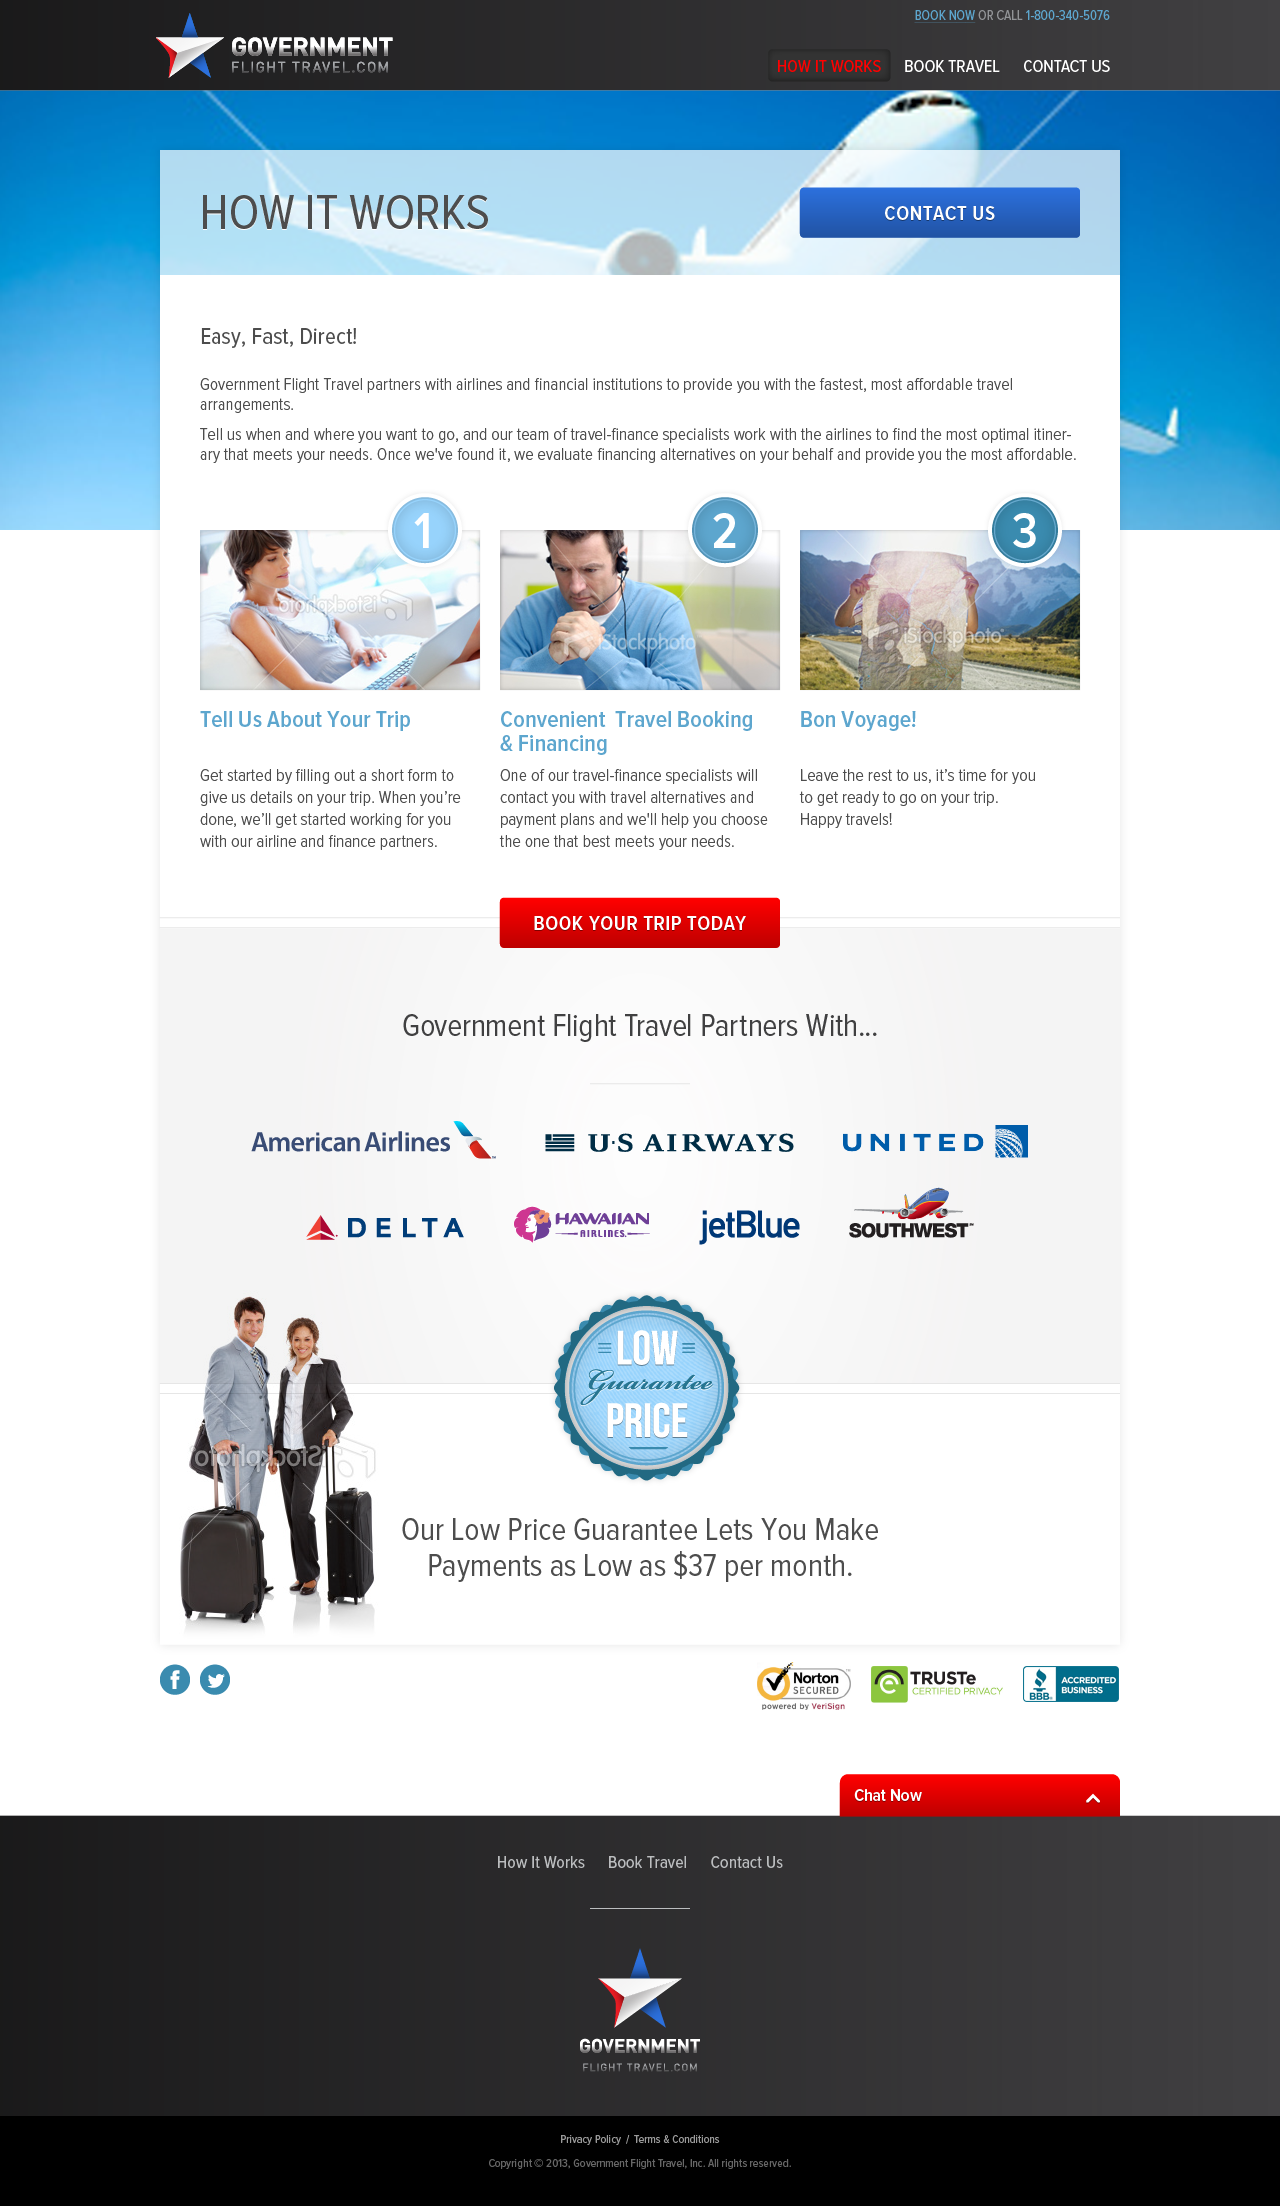 BOOK NOW OR CALL 1-800-340-5076
GOVERNMENT
FLIGHT TRAVEL.COM
HOW IT WORKS BOOK TRAVEL CONTACT US
HOW IT WORKS
CONTACT US
Easy, Fast, Direct!
Government Flight Travel partners with airlines and financial institutions to provide you with the fastest, most affordable travel
arrangements.
Tell us when and where you want to go, and our team of travel-finance specialists work with the airlines to find the most optimal itiner-
ary that meets your needs. Once we've found it, we evaluate financing alternatives on your behalf and provide you the most affordable.
1
2
3
iStockphoto
iStockphoto
iStockphoto
Tell Us About Your Trip
Get started by filling out a short form to
give us details on your trip. When you’re
done, we’ll get started working for you
with our airline and finance partners.
Convenient Travel Booking
& Financing
One of our travel-finance specialists will
contact you with travel alternatives and
payment plans and we'll help you choose
the one that best meets your needs.
Bon Voyage!
Leave the rest to us, it’s time for you
to get ready to go on your trip.
Happy travels!
BOOK YOUR TRIP TODAY
Government Flight Travel Partners With...
American Airlines™
U·S AIRWAYS
UNITED
DELTA
HAWAIIAN
AIRLINES.
jetBlue
SOUTHWEST™
LOW
Guarantee
PRICE
iStockphoto
Our Low Price Guarantee Lets You Make
Payments as Low as $37 per month.
Norton
SECURED
powered by VeriSign
TRUSTe
CERTIFIED PRIVACY
BBB
ACCREDITED
BUSINESS
Chat Now
How It Works Book Travel Contact Us
GOVERNMENT
FLIGHT TRAVEL.COM
Privacy Policy / Terms & Conditions
Copyright © 2013, Government Flight Travel, Inc. All rights reserved.